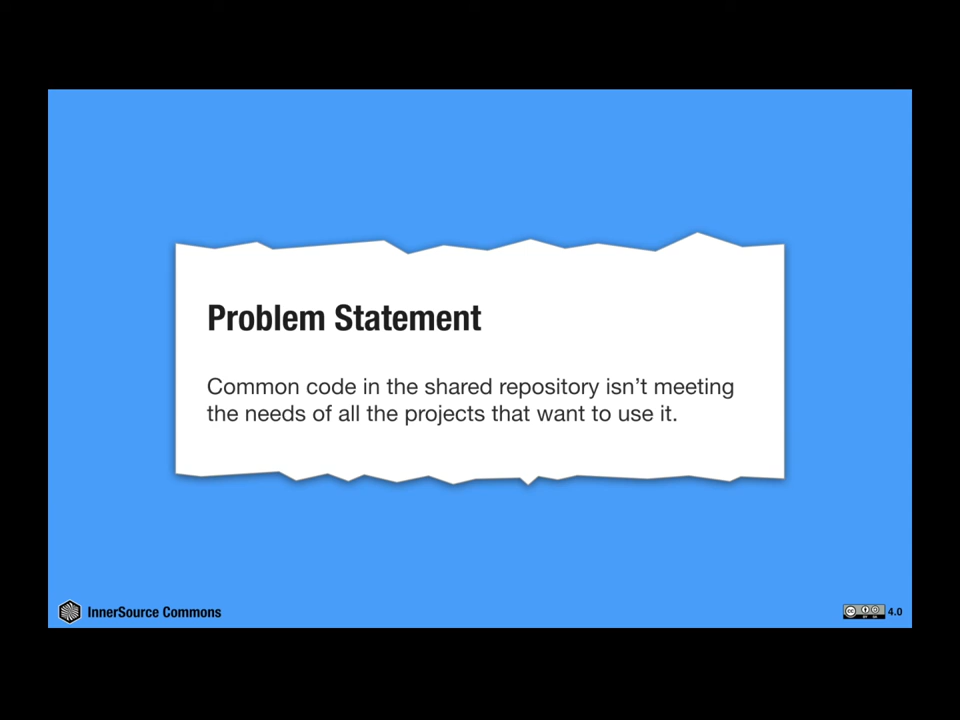 Problem Statement
Common code in the shared repository isn’t meeting
the needs of all the projects that want to use it.
InnerSource Commons
4.0